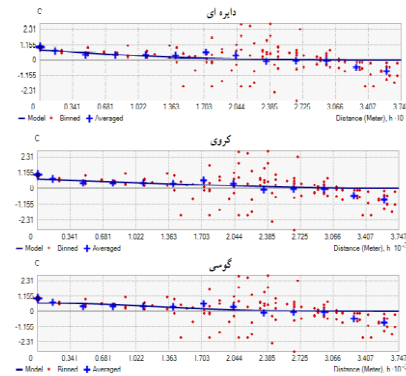 دایره ای
C
2.31
1.155
0
-1.155
-2.31
0 0.341 0.681 1.022 1.363 1.703 2.044 2.385 2.725 3.066 3.407 3.74
Model Binned Averaged Distance (Meter), h ·10
کروی
C
2.31
1.155
0
-1.155
-2.31
0 0.341 0.681 1.022 1.363 1.703 2.044 2.385 2.725 3.066 3.407 3.747
Model Binned Averaged Distance (Meter), h ·10
گوسی
C
2.31
1.155
0
-1.155
-2.31
0 0.341 0.681 1.022 1.363 1.703 2.044 2.385 2.725 3.066 3.407 3.747
Model Binned Averaged Distance (Meter), h ·10